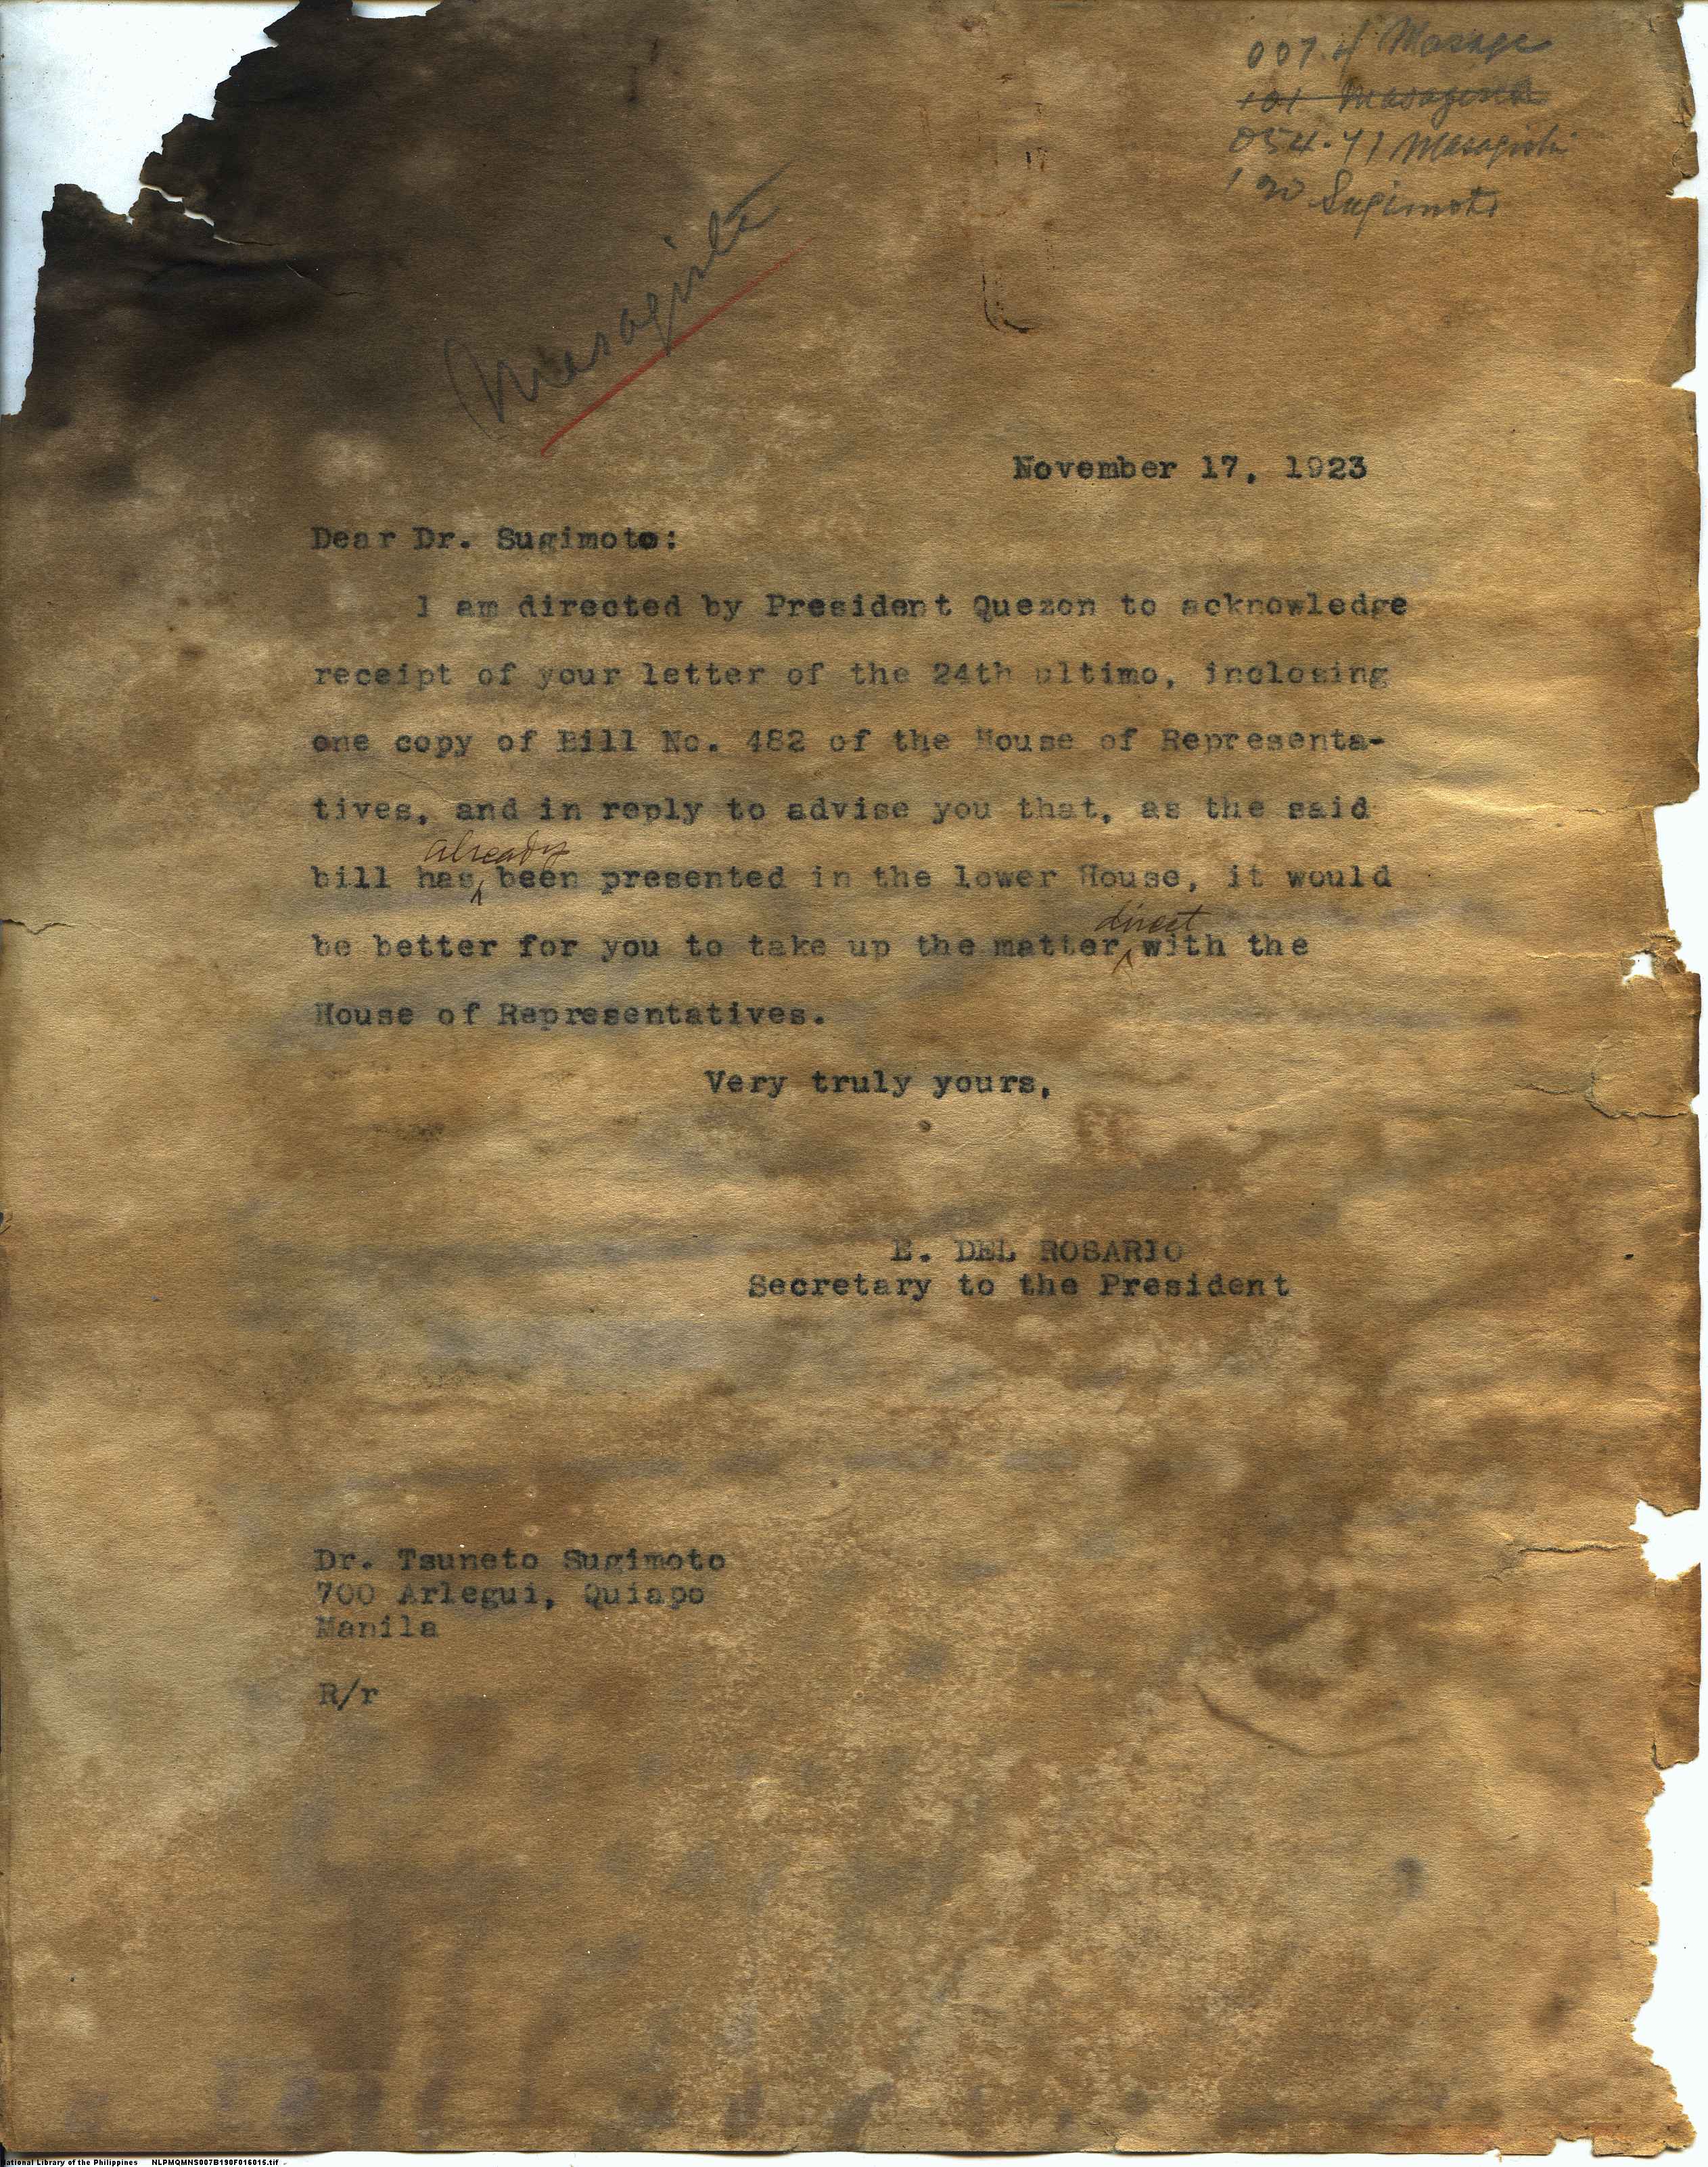 007.4 Masage
054.71 Masagista
120 Sugimoto
Masagista
November 17, 1923
Dear Dr. Sugimoto:
I am directed by President Quezon to acknowledge
receipt of your letter of the 24th ultimo, inclosing
one copy of Bill No. 482 of the House of Representa-
tives, and in reply to advise you that, as the said
already
bill has been presented in the lower House, it would
direct
be better for you to take up the matter with the
House of Representatives.
Very truly yours,
E. DEL ROSARIO
Secretary to the President
Dr. Tsuneto Sugimoto
700 Arlegui, Quiapo
Manila
R/r
ational Library of the Philippines NLPMQMNS007B190F016015.tif